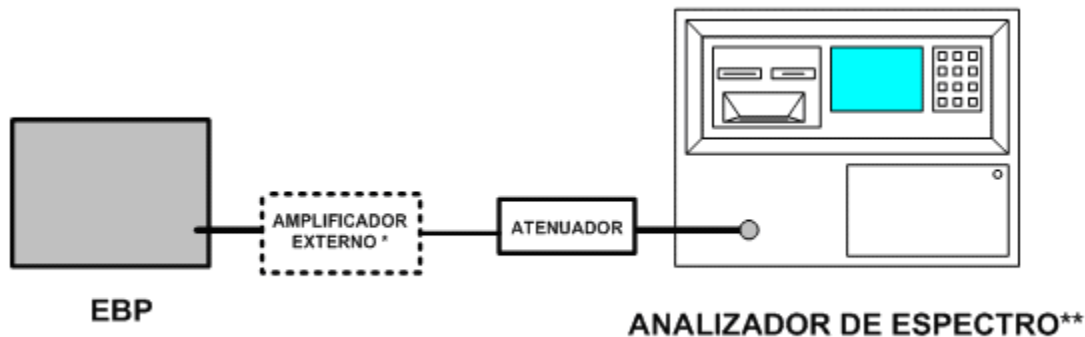 AMPLIFICADOR
EXTERNO *
ATENUADOR
EBP
ANALIZADOR DE ESPECTRO**